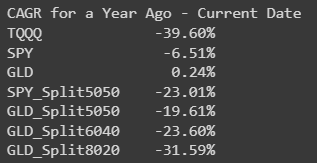 CAGR for a Year Ago - Current Date
TQQQ -39.60%
SPY -6.51%
GLD 0.24%
SPY_Split5050 -23.01%
GLD_Split5050 -19.61%
GLD_Split6040 -23.60%
GLD_Split8020 -31.59%